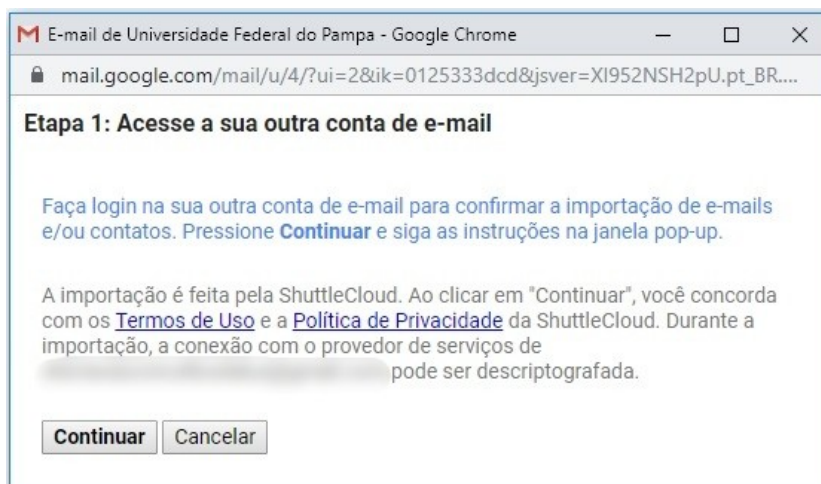 E-mail de Universidade Federal do Pampa - Google Chrome
mail.google.com/mail/u/4/?ui=2&ik=0125333dcd&jsver=XI952NSH2pU.pt_BR....
Etapa 1: Acesse a sua outra conta de e-mail
Faça login na sua outra conta de e-mail para confirmar a importação de e-mails
e/ou contatos. Pressione Continuar e siga as instruções na janela pop-up.
A importação é feita pela ShuttleCloud. Ao clicar em "Continuar", você concorda
com os Termos de Uso e a Política de Privacidade da ShuttleCloud. Durante a
importação, a conexão com o provedor de serviços de
pode ser descriptografada.
Continuar Cancelar